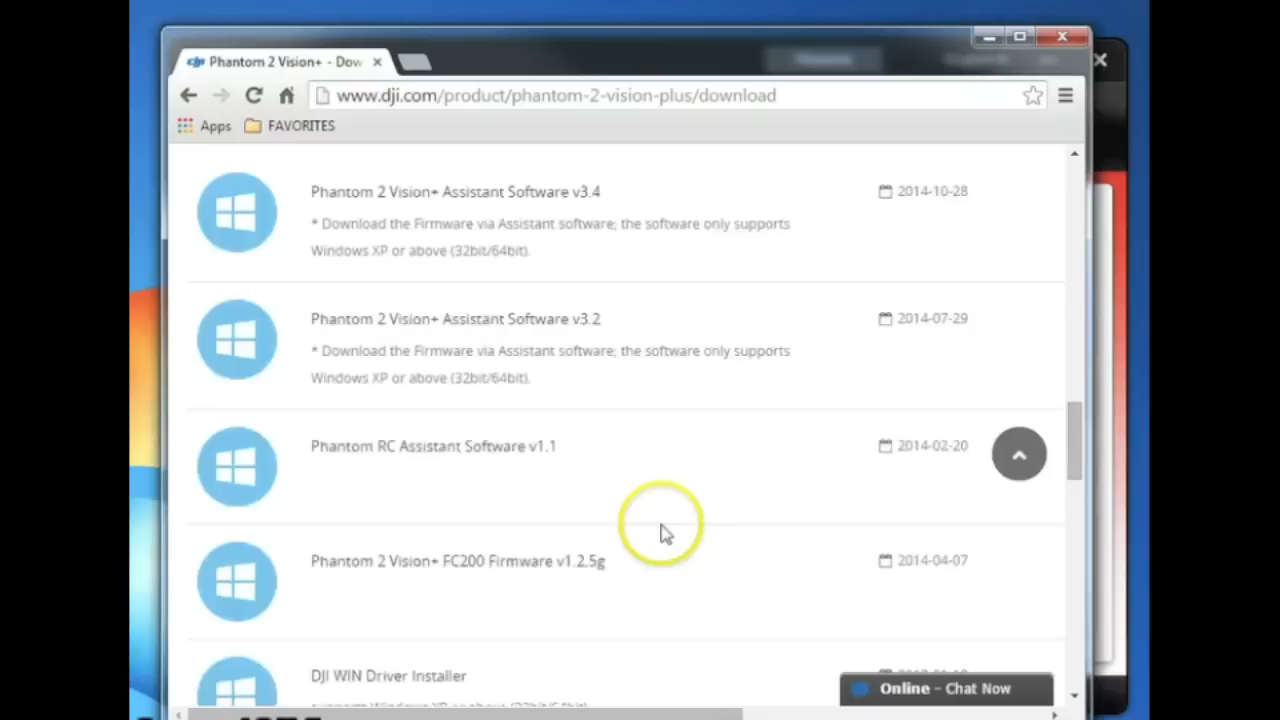 Phantom 2 Vision+ - Dow
www.dji.com/product/phantom-2-vision-plus/download
Apps FAVORITES
Phantom 2 Vision+ Assistant Software v3.4 2014-10-28
* Download the Firmware via Assistant software; the software only supports
Windows XP or above (32bit/64bit).
Phantom 2 Vision+ Assistant Software v3.2 2014-07-29
* Download the Firmware via Assistant software; the software only supports
Windows XP or above (32bit/64bit).
Phantom RC Assistant Software v1.1 2014-02-20
Phantom 2 Vision+ FC200 Firmware v1.2.5g 2014-04-07
DJI WIN Driver Installer
Online - Chat Now